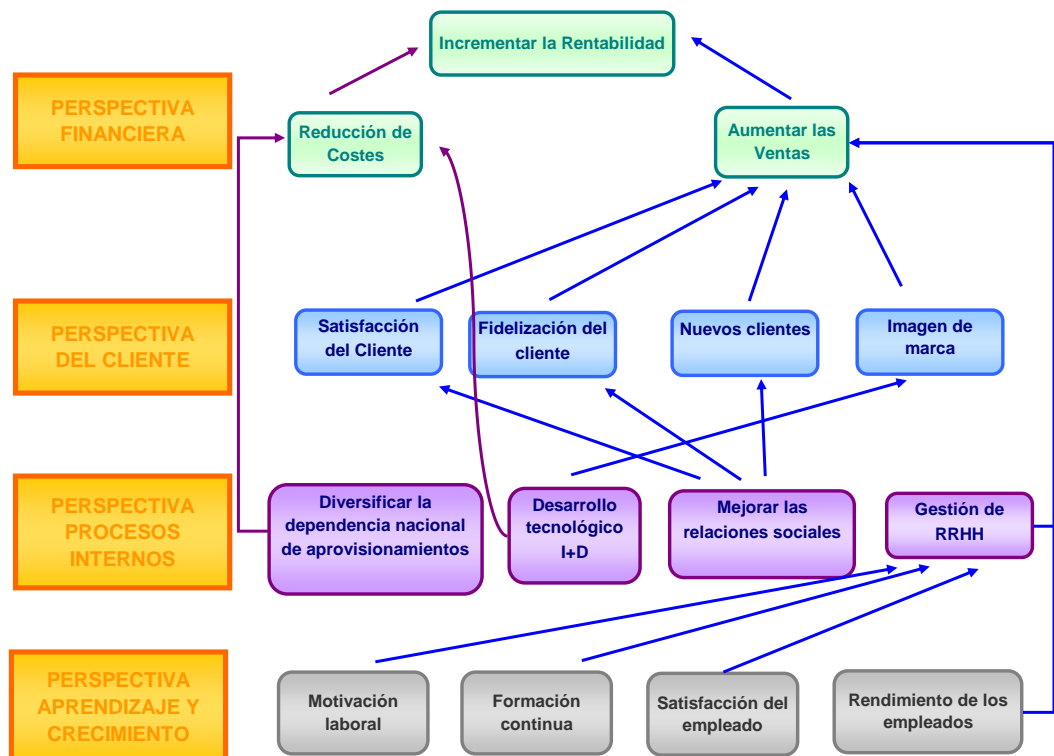 Incrementar la Rentabilidad
PERSPECTIVA
FINANCIERA
Reducción de
Costes
Aumentar las
Ventas
PERSPECTIVA
DEL CLIENTE
Satisfacción
del Cliente
Fidelización del
cliente
Nuevos clientes
Imagen de
marca
PERSPECTIVA
PROCESOS
INTERNOS
Diversificar la
dependencia nacional
de aprovisionamientos
Desarrollo
tecnológico
I+D
Mejorar las
relaciones sociales
Gestión de
RRHH
PERSPECTIVA
APRENDIZAJE Y
CRECIMIENTO
Motivación
laboral
Formación
continua
Satisfacción del
empleado
Rendimiento de los
empleados